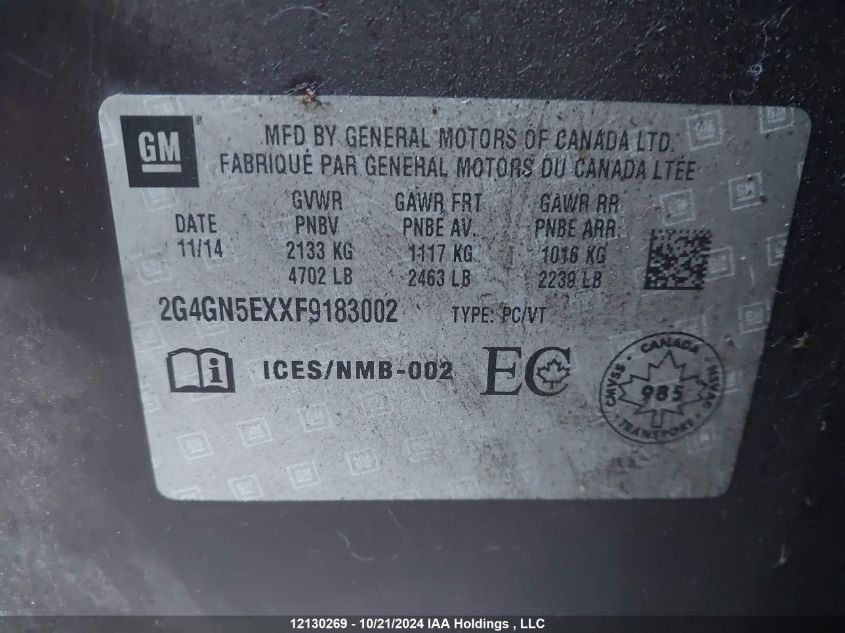 GM
MFD BY GENERAL MOTORS OF CANADA LTD.
FABRIQUÉ PAR GENERAL MOTORS DU CANADA LTÉE
GVWR GAWR FRT GAWR RR
DATE PNBV PNBE AV. PNBE ARR.
11/14 2133 KG 1117 KG 1016 KG
4702 LB 2463 LB 2239 LB
2G4GN5EXXF9183002 TYPE: PC/VT
i ICES/NMB-002 EC
CANADA
CMVSS 985 NSVAC
TRANSPORT
12130269 - 10/21/2024 IAA Holdings , LLC